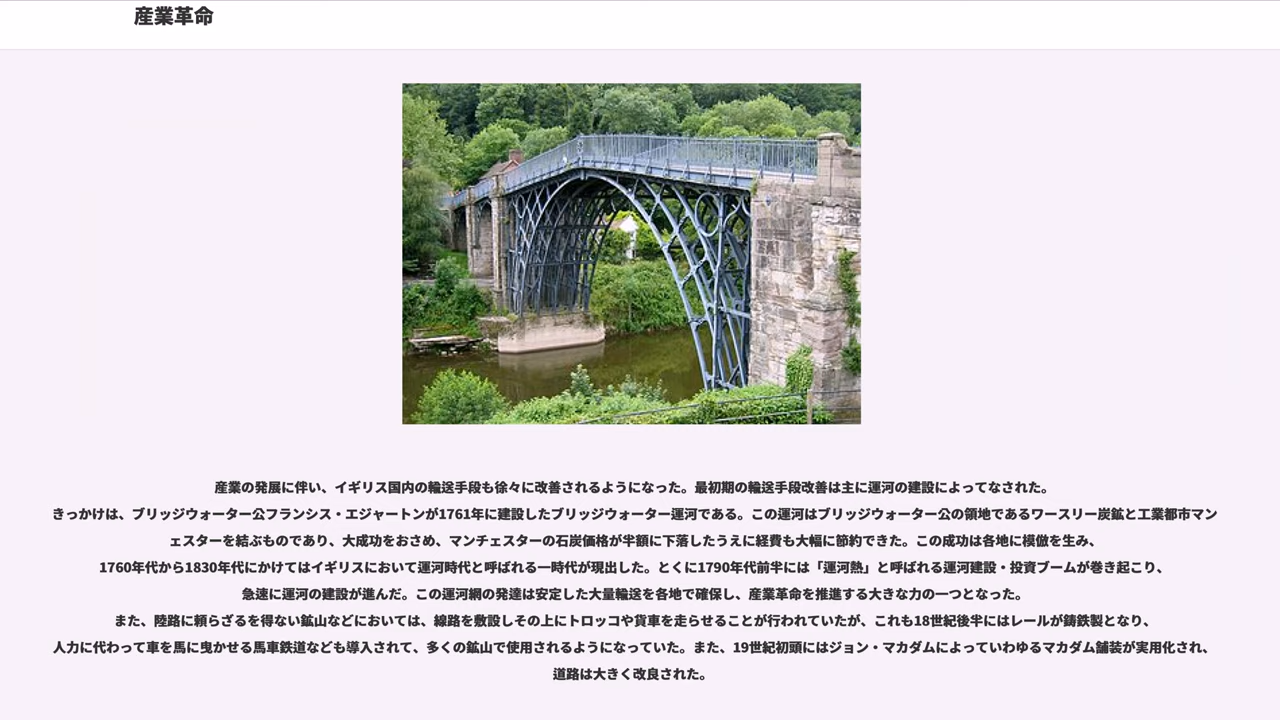 産業革命
産業の発展に伴い、イギリス国内の輸送手段も徐々に改善されるようになった。最初期の輸送手段改善は主に運河の建設によってなされた。
きっかけは、ブリッジウォーター公フランシス・エジャートンが1761年に建設したブリッジウォーター運河である。この運河はブリッジウォーター公の領地であるワースリー炭鉱と工業都市マン
ェスターを結ぶものであり、大成功をおさめ、マンチェスターの石炭価格が半額に下落したうえに経費も大幅に節約できた。この成功は各地に模倣を生み、
1760年代から1830年代にかけてはイギリスにおいて運河時代と呼ばれる一時代が現出した。とくに1790年代前半には「運河熱」と呼ばれる運河建設・投資ブームが巻き起こり、
急速に運河の建設が進んだ。この運河網の発達は安定した大量輸送を各地で確保し、産業革命を推進する大きな力の一つとなった。
また、陸路に頼らざるを得ない鉱山などにおいては、線路を敷設しその上にトロッコや貨車を走らせることが行われていたが、これも18世紀後半にはレールが鋳鉄製となり、
人力に代わって車を馬に曳かせる馬車鉄道なども導入されて、多くの鉱山で使用されるようになっていた。また、19世紀初頭にはジョン・マカダムによっていわゆるマカダム舗装が実用化され、
道路は大きく改良された。